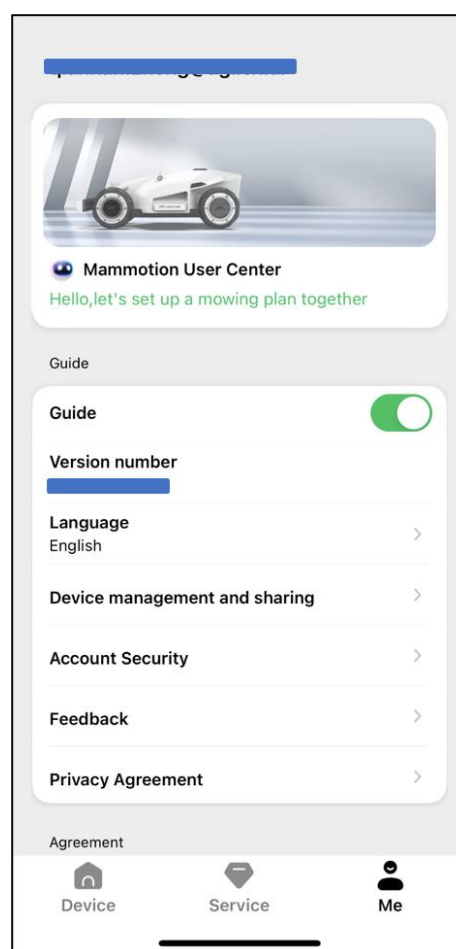 Mammotion User Center
Hello,let's set up a mowing plan together
Guide
Guide
Version number
Language
English
Device management and sharing
Account Security
Feedback
Privacy Agreement
Agreement
Device
Service
Me